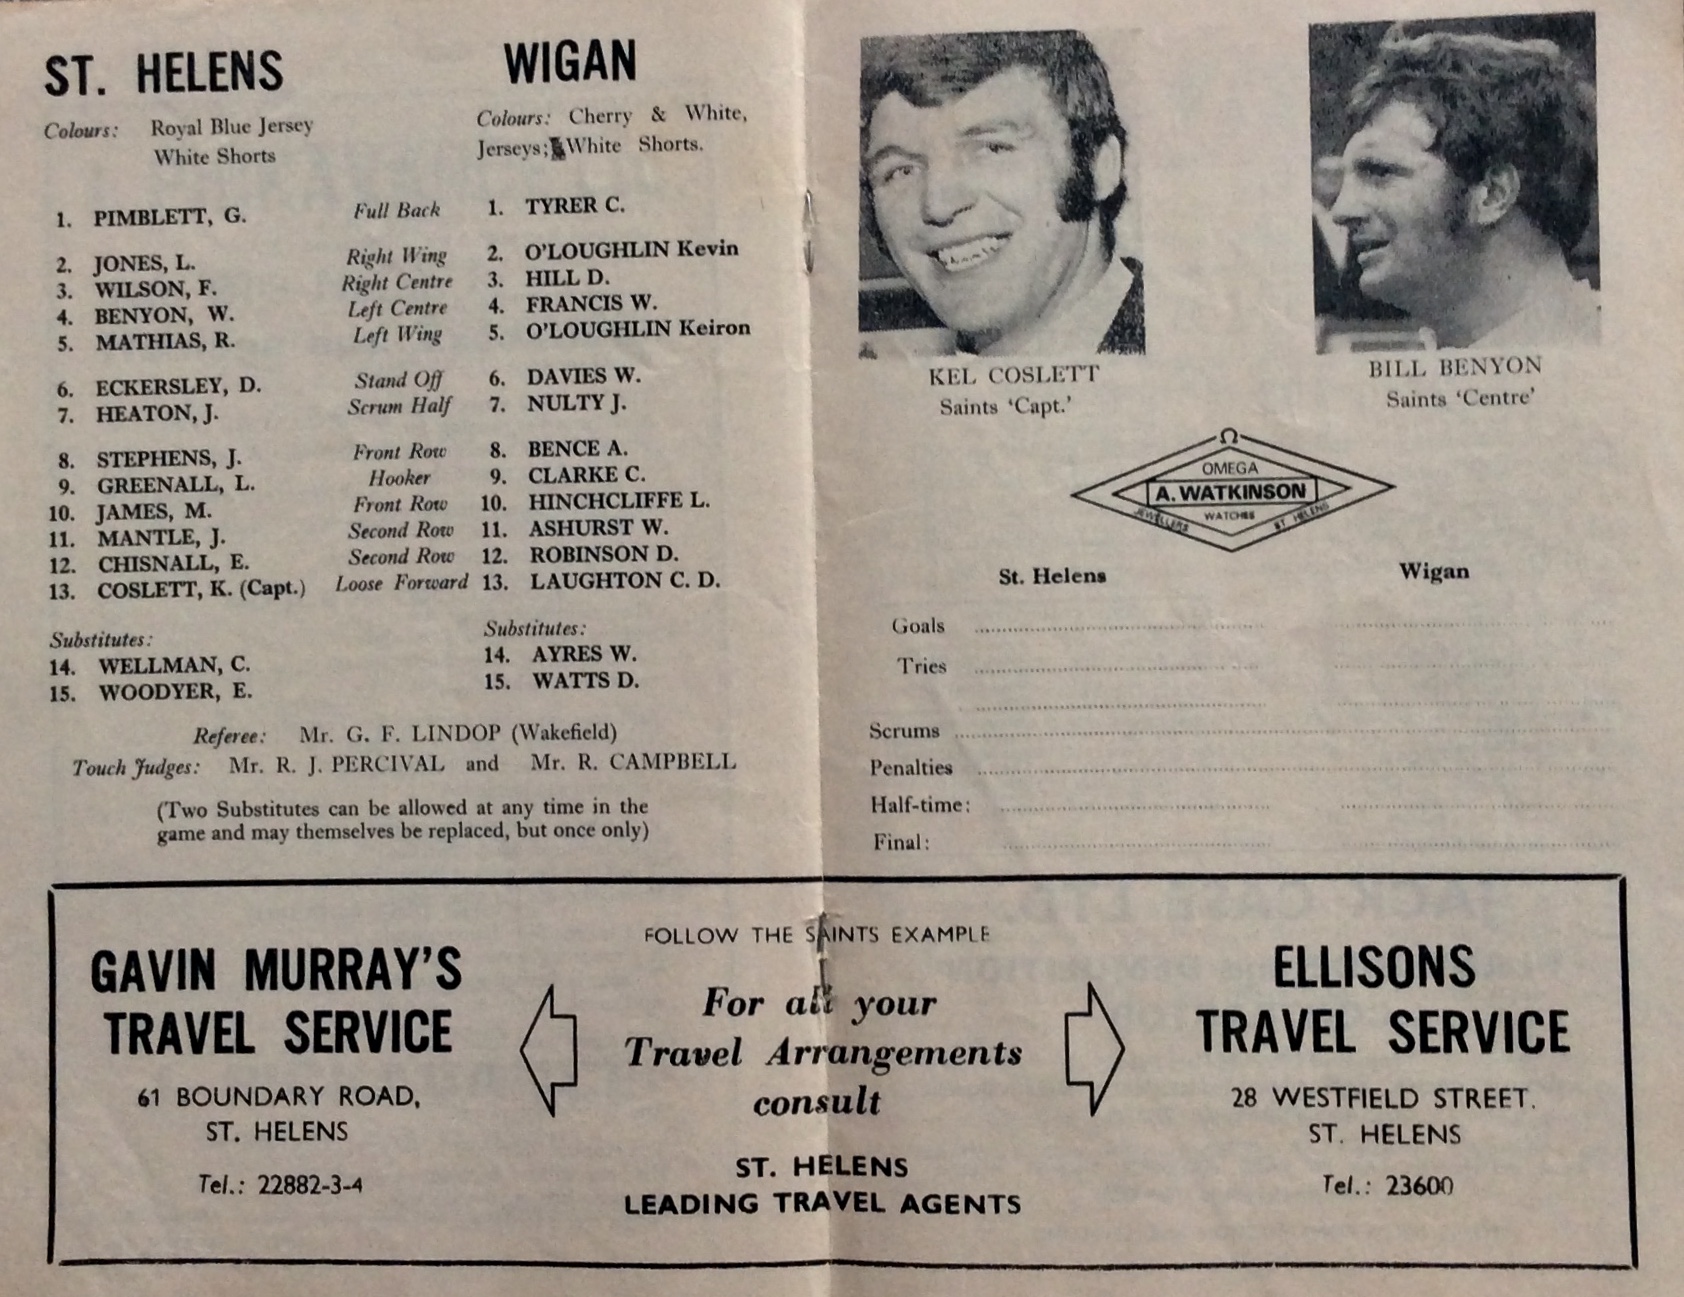 ST. HELENS
Colours: Royal Blue Jersey
White Shorts
WIGAN
Colours: Cherry & White,
Jerseys; White Shorts.
1. PIMBLETT, G. Full Back 1. TYRER C.
2. JONES, L. Right Wing 2. O'LOUGHLIN Kevin
3. WILSON, F. Right Centre 3. HILL D.
4. BENYON, W. Left Centre 4. FRANCIS W.
5. MATHIAS, R. Left Wing 5. O'LOUGHLIN Keiron
6. ECKERSLEY, D. Stand Off 6. DAVIES W.
7. HEATON, J. Scrum Half 7. NULTY J.
8. STEPHENS, J. Front Row 8. BENCE A.
9. GREENALL, L. Hooker 9. CLARKE C.
10. JAMES, M. Front Row 10. HINCHCLIFFE L.
11. MANTLE, J. Second Row 11. ASHURST W.
12. CHISNALL, E. Second Row 12. ROBINSON D.
13. COSLETT, K. (Capt.) Loose Forward 13. LAUGHTON C. D.
Substitutes: Substitutes:
14. WELLMAN, C. 14. AYRES W.
15. WOODYER, E. 15. WATTS D.
Referee: Mr. G. F. LINDOP (Wakefield)
Touch Judges: Mr. R. J. PERCIVAL and Mr. R. CAMPBELL
(Two Substitutes can be allowed at any time in the
game and may themselves be replaced, but once only)
KEL COSLETT
Saints 'Capt.'
BILL BENYON
Saints 'Centre'
Ω
OMEGA
A. WATKINSON
JEWELLERS WATCHES ST HELENS
St. Helens Wigan
Goals
Tries
Scrums
Penalties
Half-time:
Final:
GAVIN MURRAY'S
TRAVEL SERVICE
61 BOUNDARY ROAD,
ST. HELENS
Tel.: 22882-3-4
FOLLOW THE SAINTS EXAMPLE
For all your
Travel Arrangements
consult
ST. HELENS
LEADING TRAVEL AGENTS
ELLISONS
TRAVEL SERVICE
28 WESTFIELD STREET.
ST. HELENS
Tel.: 23600